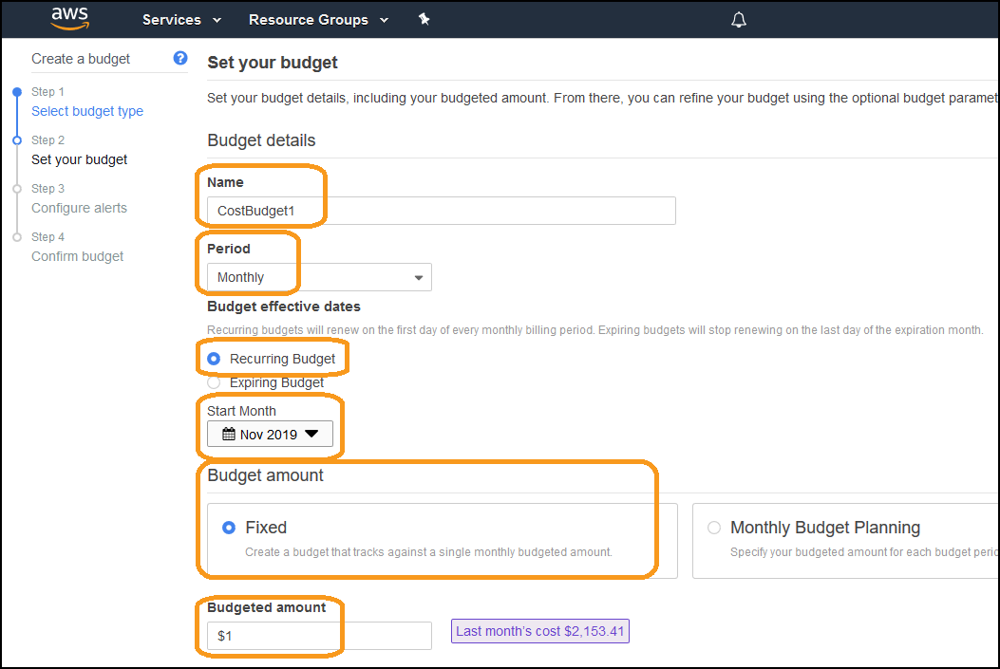 aws
Services
Resource Groups
Create a budget
?
Step 1
Select budget type
Step 2
Set your budget
Step 3
Configure alerts
Step 4
Confirm budget
Set your budget
Set your budget details, including your budgeted amount. From there, you can refine your budget using the optional budget paramet
Budget details
Name
CostBudget1
Period
Monthly
Budget effective dates
Recurring budgets will renew on the first day of every monthly billing period. Expiring budgets will stop renewing on the last day of the expiration month.
Recurring Budget
Expiring Budget
Start Month
Nov 2019
Budget amount
Fixed
Create a budget that tracks against a single monthly budgeted amount.
Monthly Budget Planning
Specify your budgeted amount for each budget perio
Budgeted amount
$1
Last month's cost $2,153.41